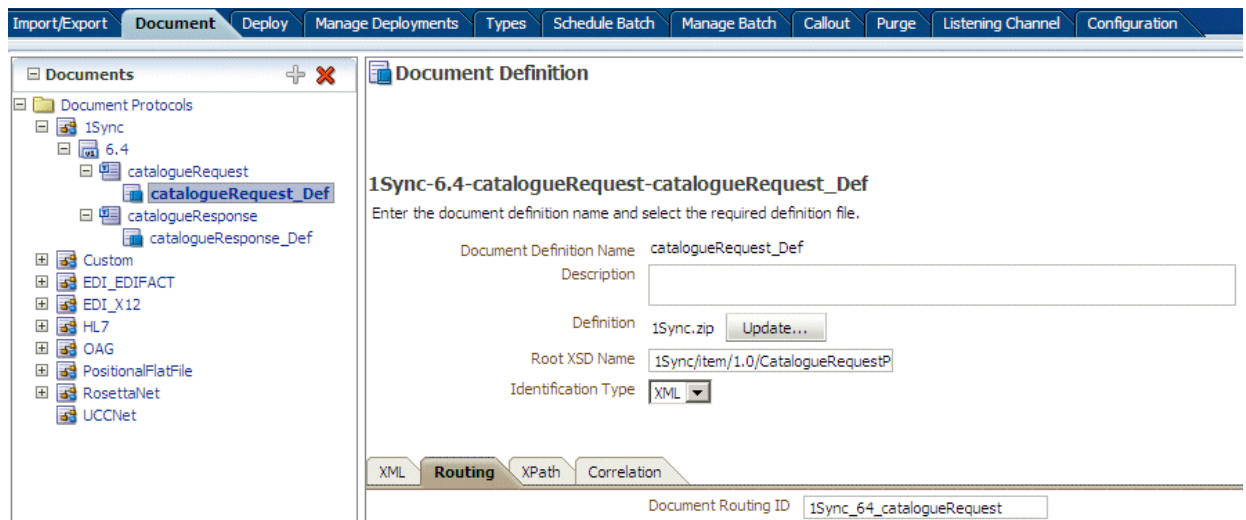 Import/Export Document Deploy Manage Deployments Types Schedule Batch Manage Batch Callout Purge Listening Channel Configuration
Documents
Document Protocols
1Sync
6.4
catalogueRequest
catalogueRequest_Def
catalogueResponse
catalogueResponse_Def
Custom
EDI_EDIFACT
EDI_X12
HL7
OAG
PositionalFlatFile
RosettaNet
UCCNet
Document Definition
1Sync-6.4-catalogueRequest-catalogueRequest_Def
Enter the document definition name and select the required definition file.
Document Definition Name catalogueRequest_Def
Description
Definition 1Sync.zip Update...
Root XSD Name 1Sync/item/1.0/CatalogueRequestP
Identification Type XML
XML Routing XPath Correlation
Document Routing ID 1Sync_64_catalogueRequest